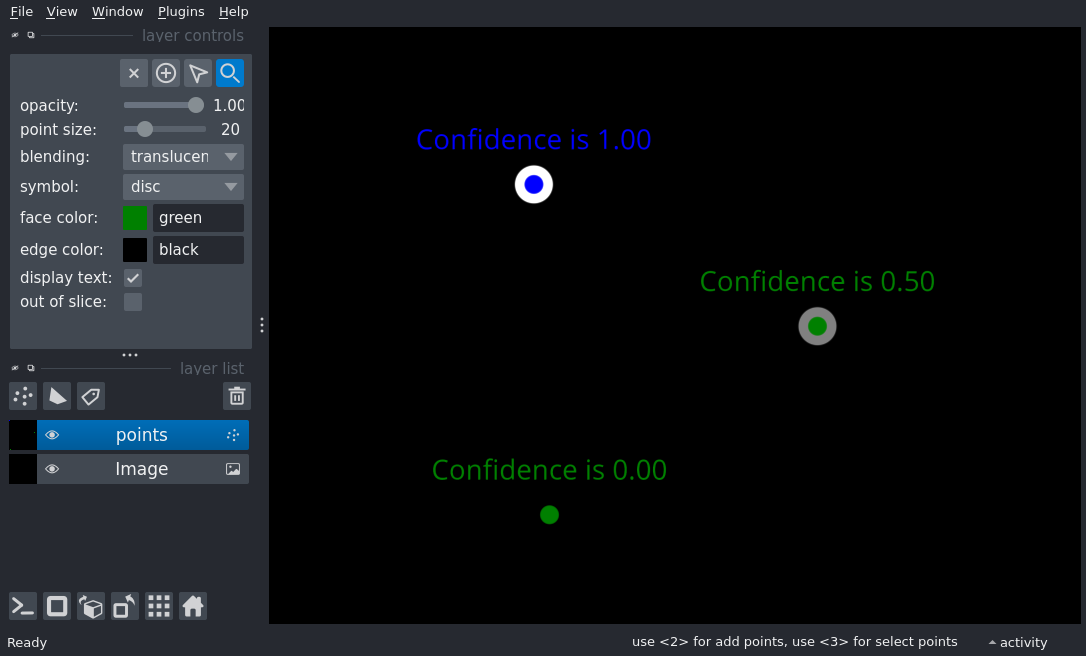 File View Window Plugins Help
layer controls
opacity: 1.00
point size: 20
blending: translucen
symbol: disc
face color: green
edge color: black
display text:
out of slice:
layer list
points
Image
Confidence is 1.00
Confidence is 0.50
Confidence is 0.00
Ready
use <2> for add points, use <3> for select points
activity